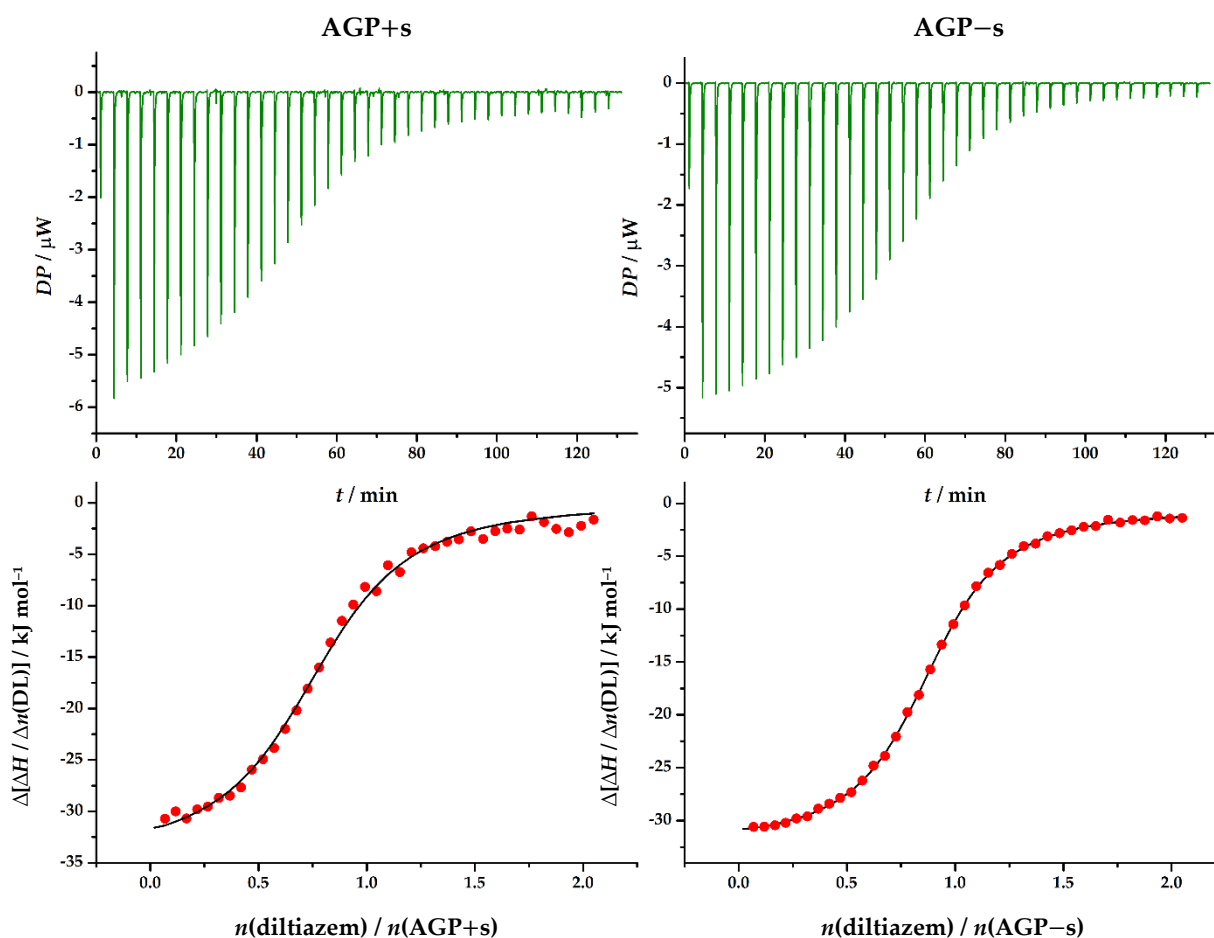 AGP+s
0
-1
-2
-3
-4
-5
-6
DP / μW
0 20 40 60 80 100 120
t / min
AGP−s
0
-1
-2
-3
-4
-5
DP / μW
0 20 40 60 80 100 120
t / min
0
-5
-10
-15
-20
-25
-30
-35
Δ[ΔH / Δn(DL)] / kJ mol⁻¹
0.0 0.5 1.0 1.5 2.0
n(diltiazem) / n(AGP+s)
0
-5
-10
-15
-20
-25
-30
Δ[ΔH / Δn(DL)] / kJ mol⁻¹
0.0 0.5 1.0 1.5 2.0
n(diltiazem) / n(AGP−s)